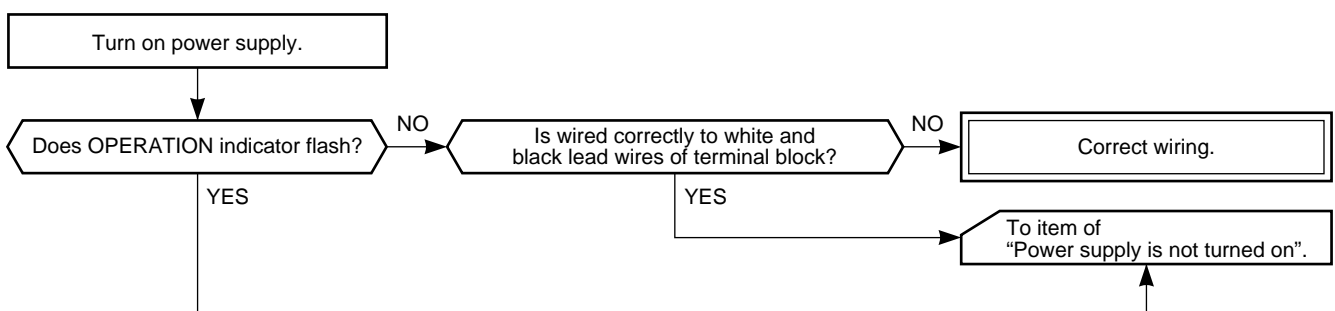 Turn on power supply.
Does OPERATION indicator flash?
NO
Is wired correctly to white and
black lead wires of terminal block?
NO
Correct wiring.
YES
YES
To item of
“Power supply is not turned on”.